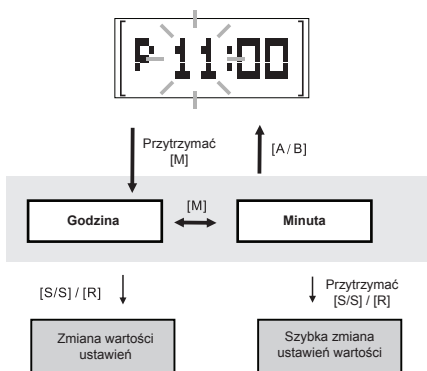 P 11:00
Przytrzymać
[M]
[A/B]
Godzina
[M]
Minuta
[S/S] / [R]
Przytrzymać
[S/S] / [R]
Zmiana wartości
ustawień
Szybka zmiana
ustawień wartości